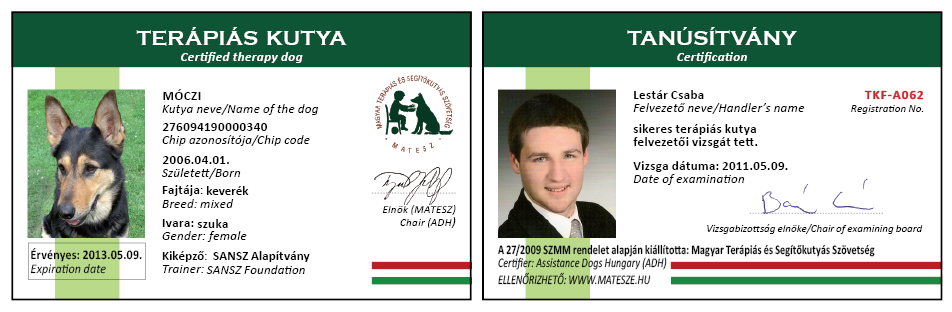 TERÁPIÁS KUTYA
Certified therapy dog
MÓCZI
Kutya neve/Name of the dog
276094190000340
Chip azonosítója/Chip code
2006.04.01.
Született/Born
Fajtája: keverék
Breed: mixed
Ivara: szuka
Gender: female
Kiképző: SANSZ Alapítvány
Trainer: SANSZ Foundation
Érvényes: 2013.05.09.
Expiration date
MAGYAR TERÁPIÁS ÉS SEGÍTŐKUTYÁS SZÖVETSÉG
• MATESZ •
Elnök (MATESZ)
Chair (ADH)
TANÚSÍTVÁNY
Certification
Lestár Csaba
Felvezető neve/Handler's name
TKF-A062
Registration No.
sikeres terápiás kutya
felvezetői vizsgát tett.
Vizsga dátuma: 2011.05.09.
Date of examination
Vizsgabizottság elnöke/Chair of examining board
A 27/2009 SZMM rendelet alapján kiállította: Magyar Terápiás és Segítőkutyás Szövetség
Certifier: Assistance Dogs Hungary (ADH)
ELLENŐRIZHETŐ: WWW.MATESZE.HU